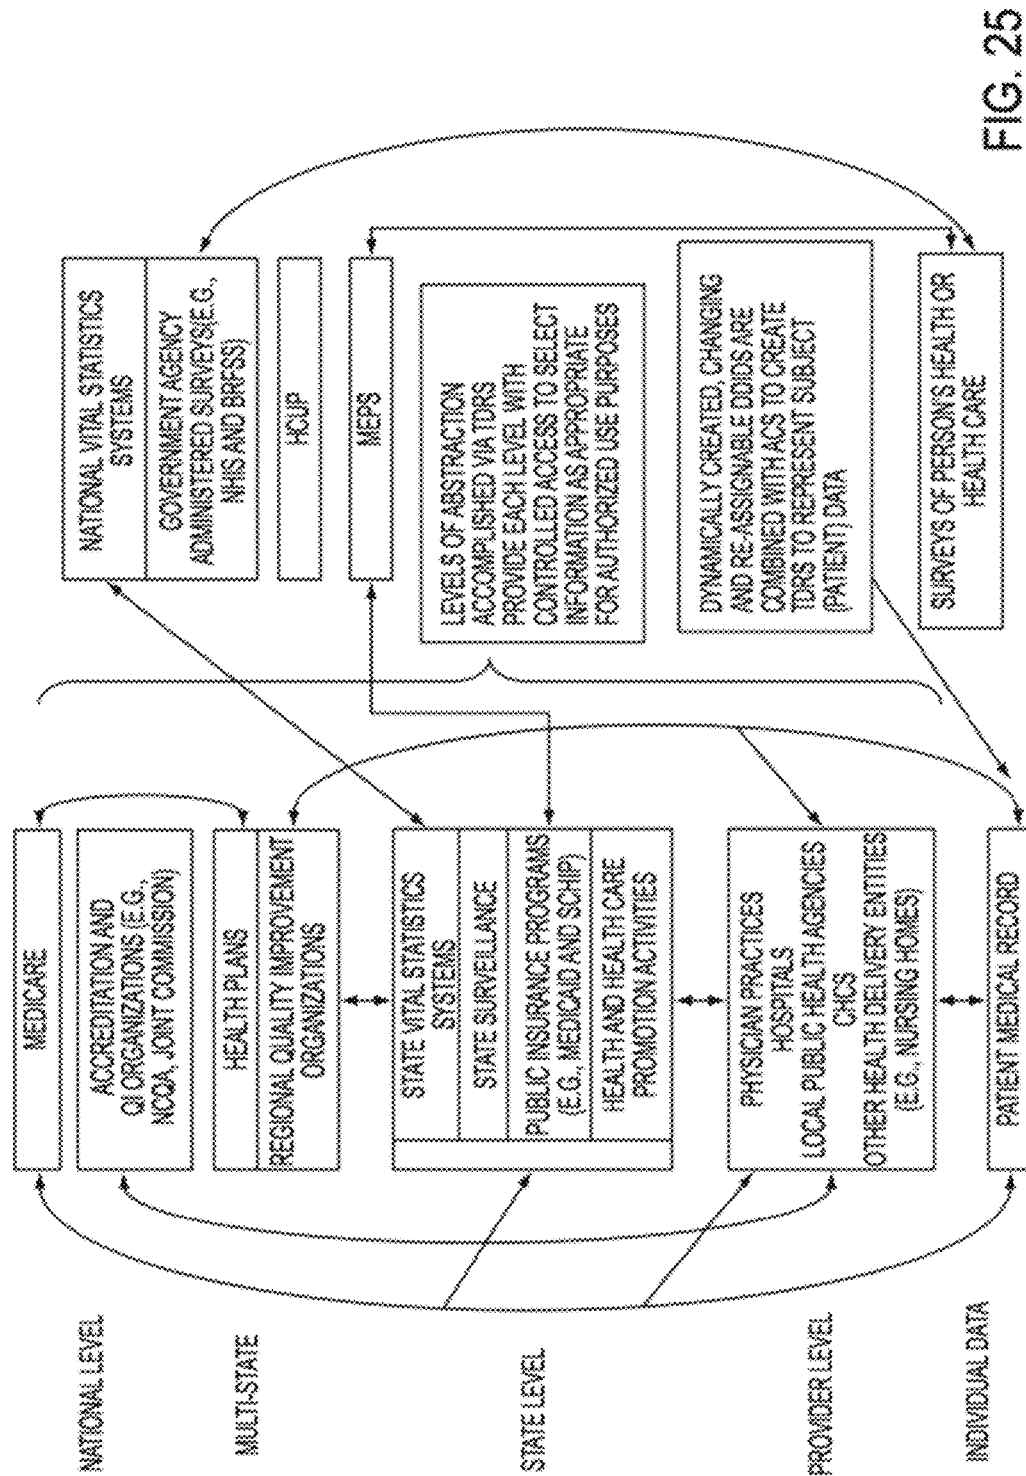 NATIONAL LEVEL
MULTI-STATE
STATE LEVEL
PROVIDER LEVEL
INDIVIDUAL DATA
MEDICARE
ACCREDITATION AND
QI ORGANIZATIONS (E.G.,
NCQA, JOINT COMMISSION)
HEALTH PLANS
REGIONAL QUALITY IMPROVEMENT
ORGANIZATIONS
STATE VITAL STATISTICS
SYSTEMS
STATE SURVEILLANCE
PUBLIC INSURANCE PROGRAMS
(E.G., MEDICAID AND SCHIP)
HEALTH AND HEALTH CARE
PROMOTION ACTIVITIES
PHYSICIAN PRACTICES
HOSPITALS
LOCAL PUBLIC HEALTH AGENCIES
CHCS
OTHER HEALTH DELIVERY ENTITIES
(E.G., NURSING HOMES)
PATIENT MEDICAL RECORD
NATIONAL VITAL STATISTICS
SYSTEMS
GOVERNMENT AGENCY
ADMINISTERED SURVEYS(E.G.,
NHIS AND BRFSS)
HCUP
MEPS
LEVELS OF ABSTRACTION
ACCOMPLISHED VIA TDRS
PROVIDE EACH LEVEL WITH
CONTROLLED ACCESS TO SELECT
INFORMATION AS APPROPRIATE
FOR AUTHORIZED USE PURPOSES
DYNAMICALLY CREATED, CHANGING
AND RE-ASSIGNABLE DDIDS ARE
COMBINED WITH ACS TO CREATE
TDRS TO REPRESENT SUBJECT
(PATIENT) DATA
SURVEYS OF PERSON'S HEALTH OR
HEALTH CARE
FIG. 25